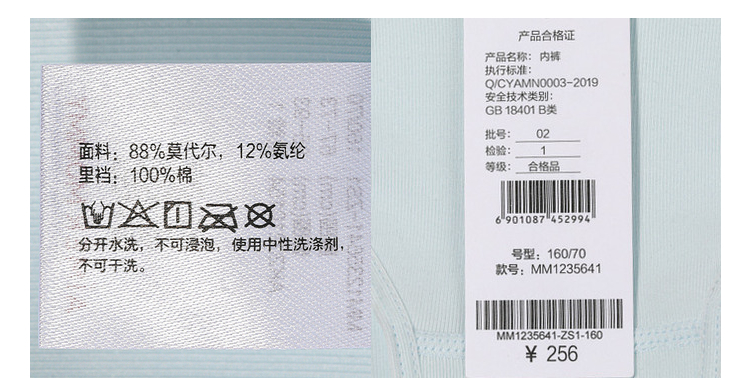 面料：88%莫代尔，12%氨纶
里裆：100%棉
分开水洗，不可浸泡，使用中性洗涤剂，
不可干洗。
产品合格证
产品名称：内裤
执行标准：
Q/CYAMN0003-2019
安全技术类别：
GB 18401 B类
批号：02
检验：1
等级：合格品
6 901087 452994
号型：160/70
款号：MM1235641
MM1235641-ZS1-160
¥ 256